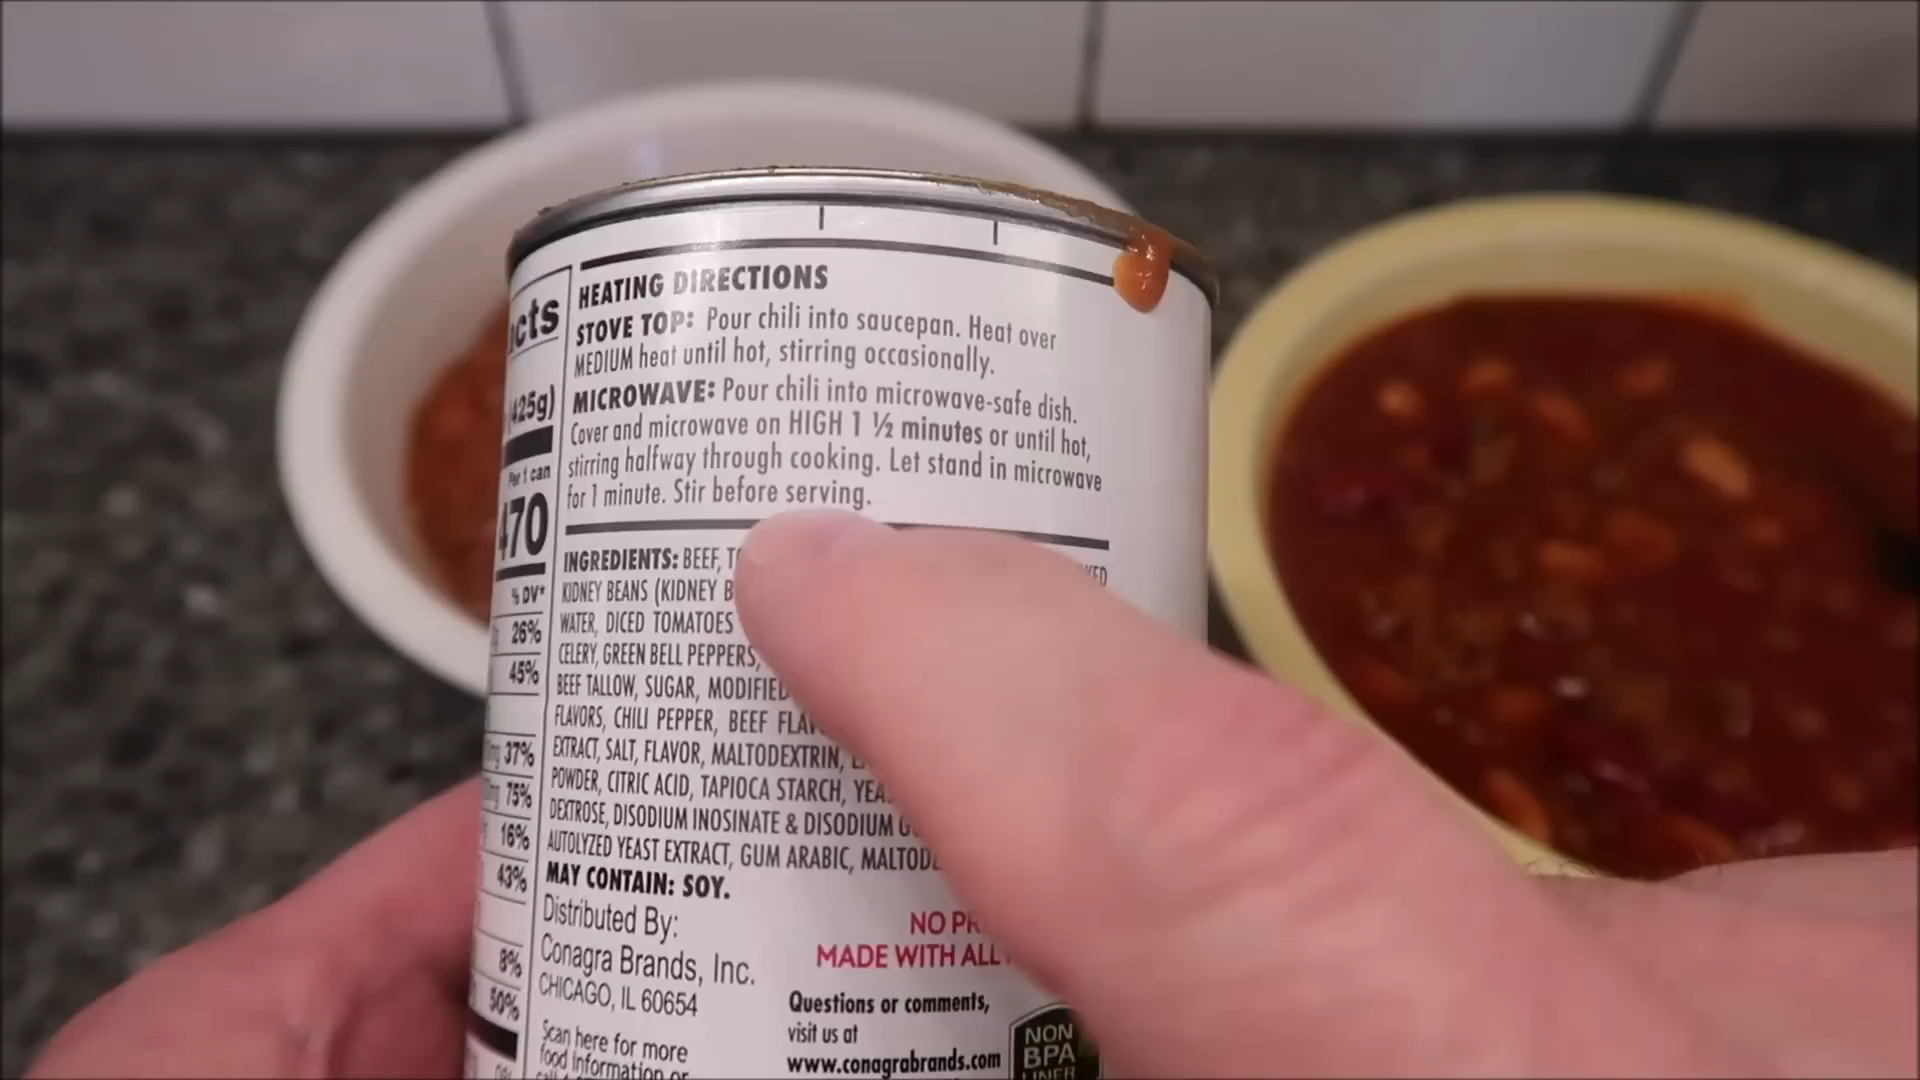 HEATING DIRECTIONS
STOVE TOP: Pour chili into saucepan. Heat over
MEDIUM heat until hot, stirring occasionally.
MICROWAVE: Pour chili into microwave-safe dish.
Cover and microwave on HIGH 1 ½ minutes or until hot,
stirring halfway through cooking. Let stand in microwave
for 1 minute. Stir before serving.
INGREDIENTS: BEEF,
KIDNEY BEANS (KIDNEY
WATER, DICED TOMATOES
CELERY, GREEN BELL PEPPERS,
BEEF TALLOW, SUGAR, MODIFIED
FLAVORS, CHILI PEPPER, BEEF
EXTRACT, SALT, FLAVOR, MALTODEXTRIN,
POWDER, CITRIC ACID, TAPIOCA STARCH,
DEXTROSE, DISODIUM INOSINATE & DISODIUM
AUTOLYZED YEAST EXTRACT, GUM ARABIC,
MAY CONTAIN: SOY.
Distributed By:
Conagra Brands, Inc.
CHICAGO, IL 60654
Scan here for more
food information or
NO
MADE WITH ALL
Questions or comments,
visit us at
www.conagrabrands.com
NON
BPA
LINER
(425g)
Per 1 can
470
% DV*
26%
45%
37%
75%
16%
43%
8%
50%